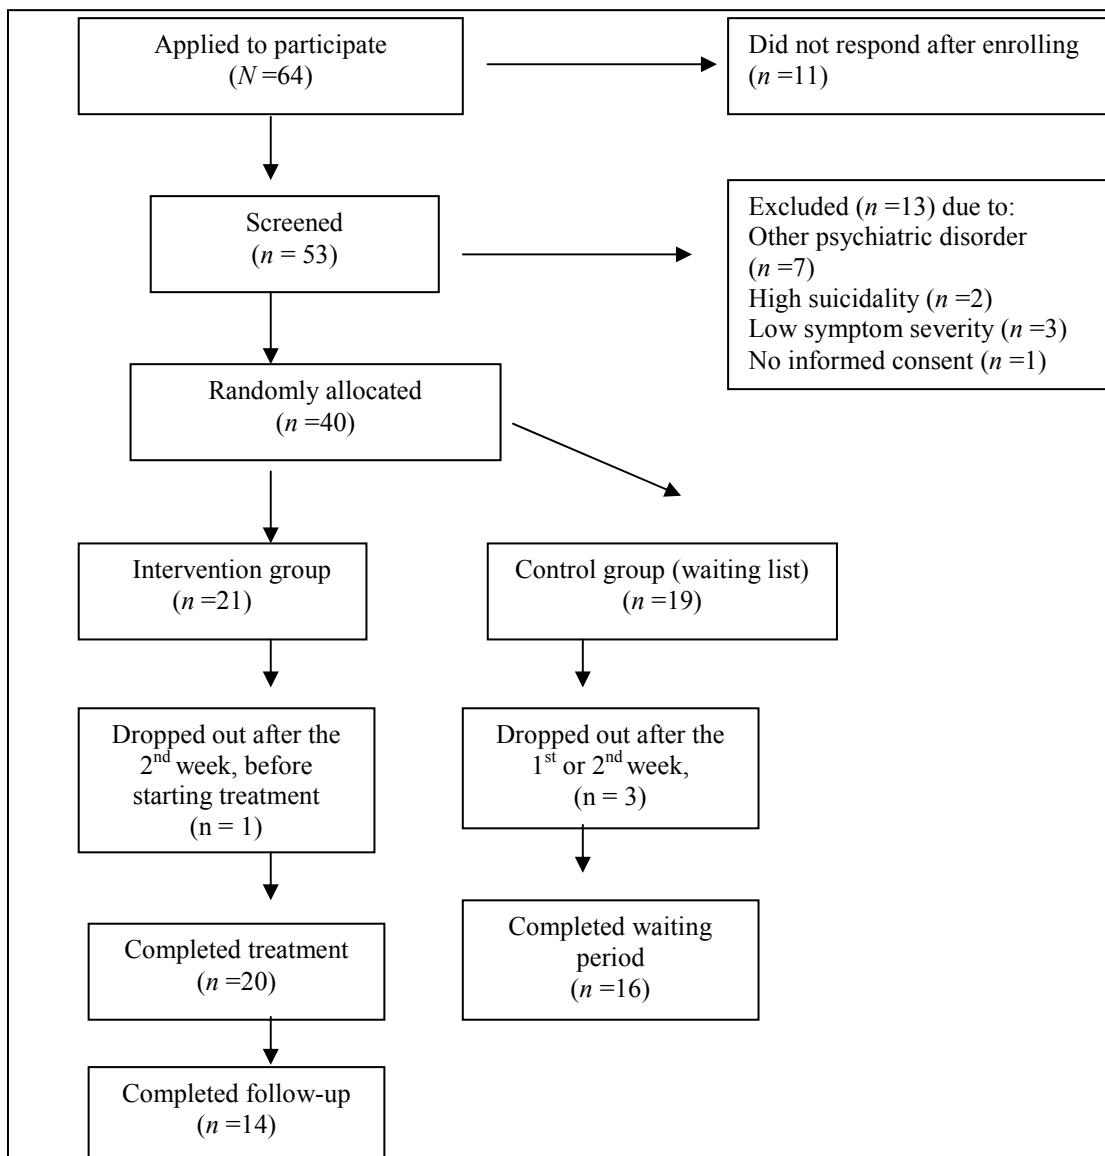 Applied to participate
(N =64)
Did not respond after enrolling
(n =11)
Screened
(n = 53)
Excluded (n =13) due to:
Other psychiatric disorder
(n =7)
High suicidality (n =2)
Low symptom severity (n =3)
No informed consent (n =1)
Randomly allocated
(n =40)
Intervention group
(n =21)
Control group (waiting list)
(n =19)
Dropped out after the
2nd week, before
starting treatment
(n = 1)
Dropped out after the
1st or 2nd week,
(n = 3)
Completed treatment
(n =20)
Completed waiting
period
(n =16)
Completed follow-up
(n =14)